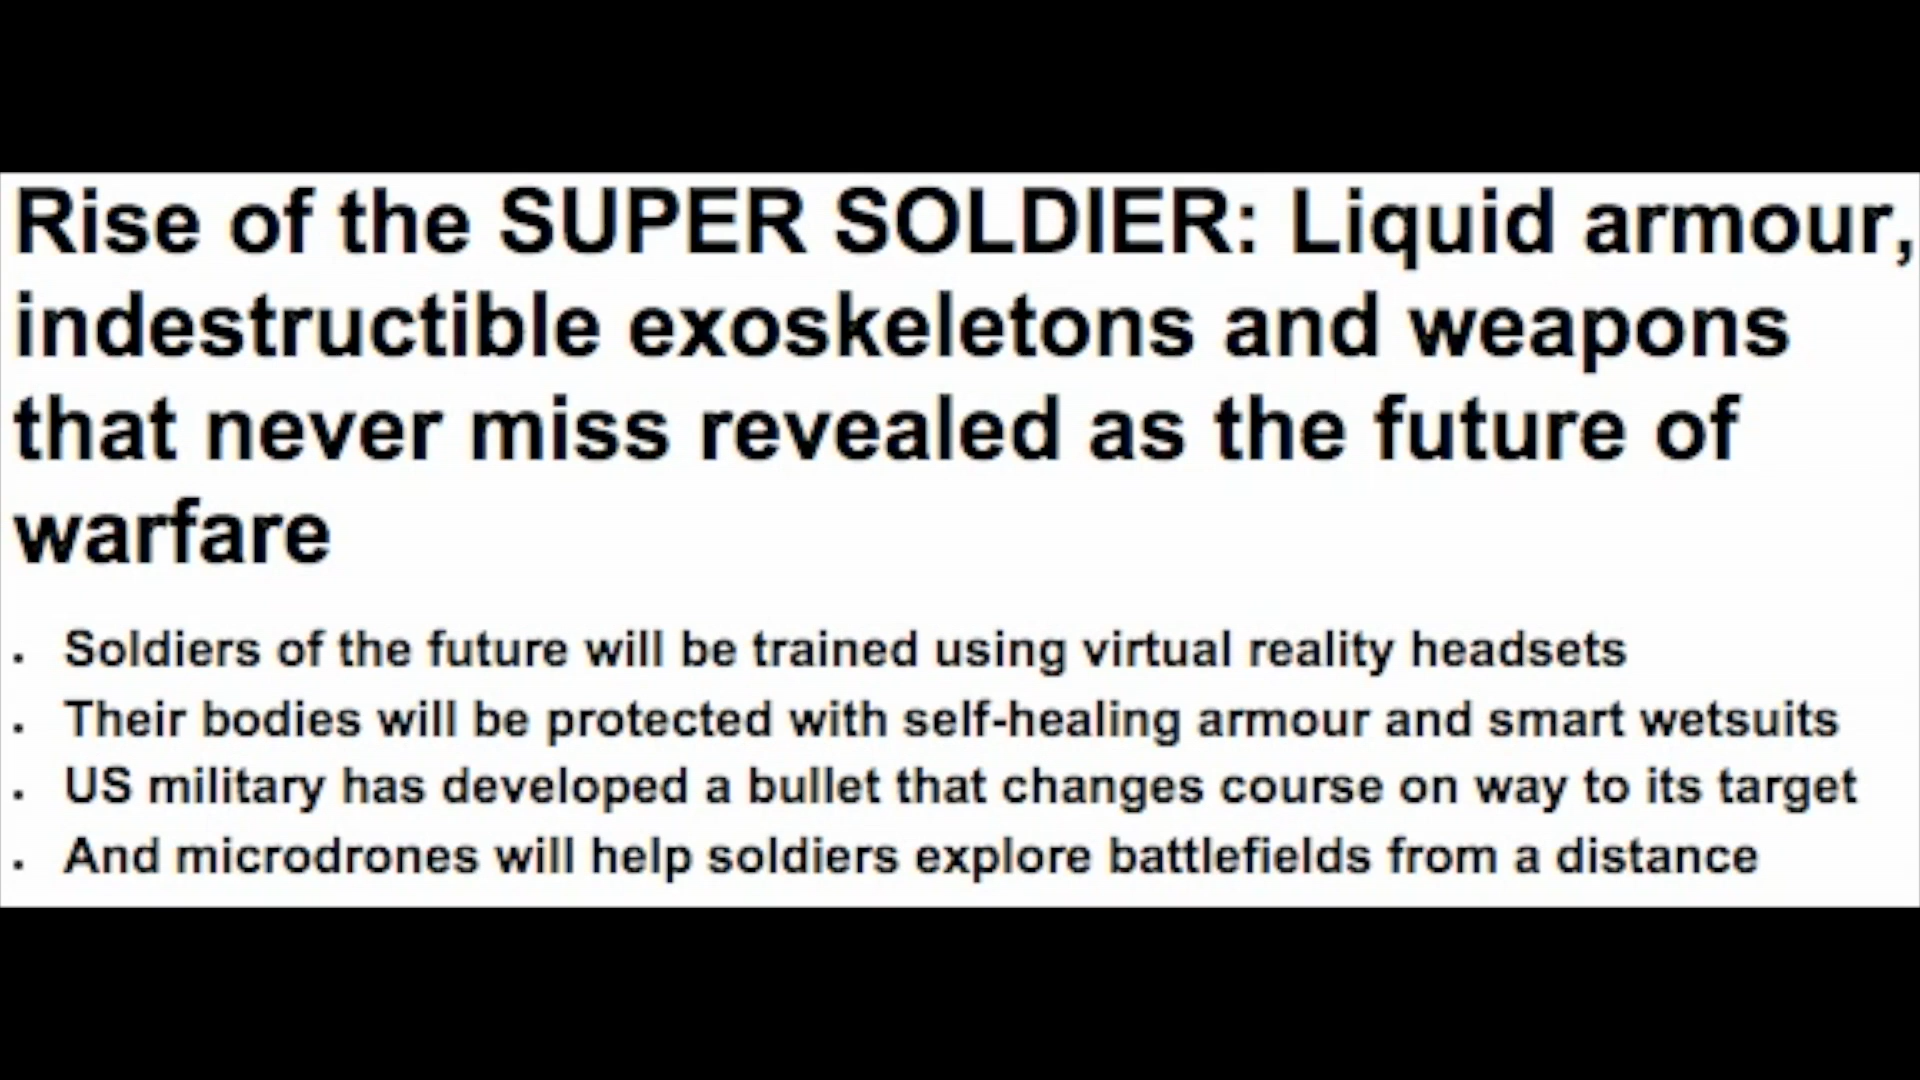 Rise of the SUPER SOLDIER: Liquid armour,
indestructible exoskeletons and weapons
that never miss revealed as the future of
warfare
. Soldiers of the future will be trained using virtual reality headsets
. Their bodies will be protected with self-healing armour and smart wetsuits
. US military has developed a bullet that changes course on way to its target
. And microdrones will help soldiers explore battlefields from a distance